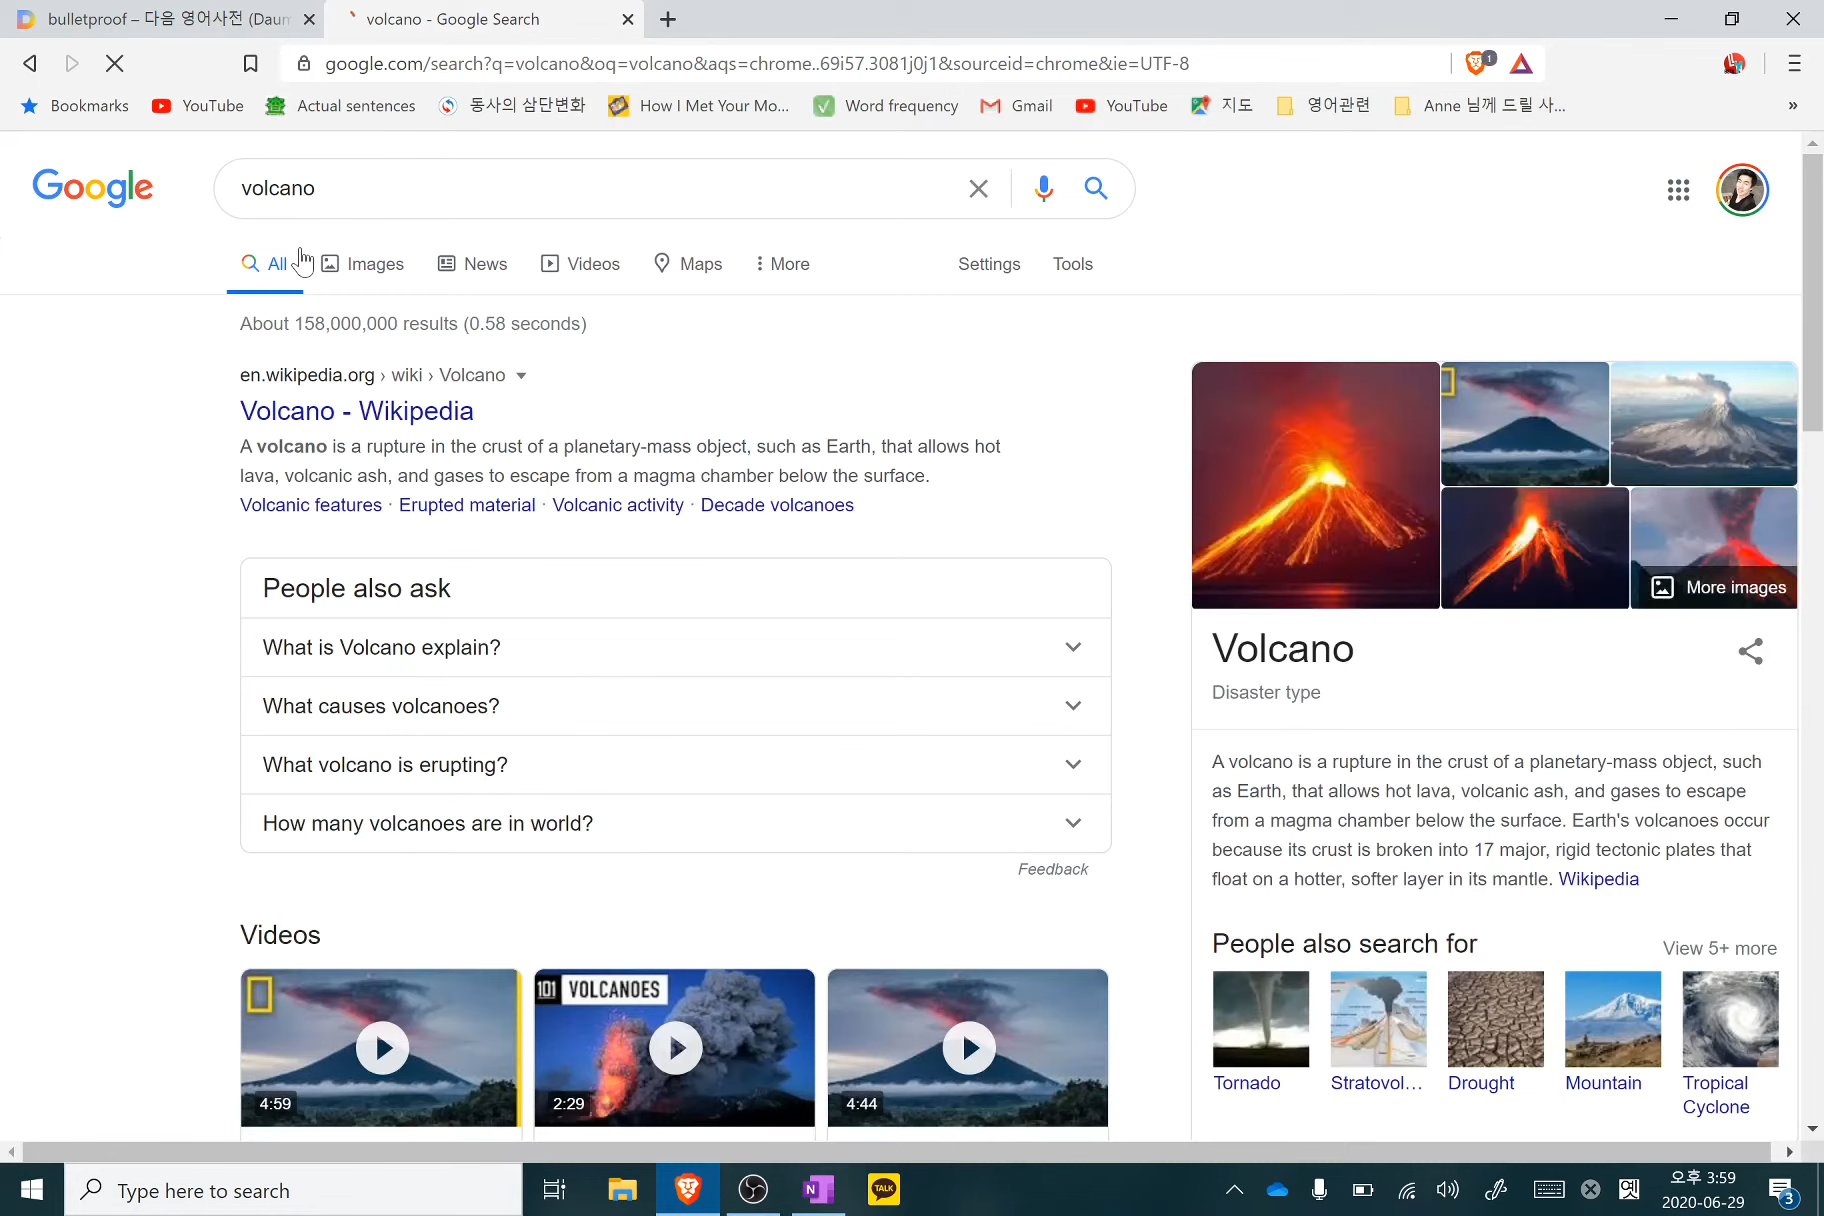 bulletproof – 다음 영어사전 (Daum
volcano - Google Search
google.com/search?q=volcano&oq=volcano&aqs=chrome..69i57.3081j0j1&sourceid=chrome&ie=UTF-8
1
Bookmarks
YouTube
Actual sentences
동사의 삼단변화
How I Met Your Mo...
Word frequency
Gmail
YouTube
지도
영어관련
Anne 님께 드릴 사...
»
Google
volcano
All
Images
News
Videos
Maps
More
Settings
Tools
About 158,000,000 results (0.58 seconds)
en.wikipedia.org › wiki › Volcano
Volcano - Wikipedia
A volcano is a rupture in the crust of a planetary-mass object, such as Earth, that allows hot
lava, volcanic ash, and gases to escape from a magma chamber below the surface.
Volcanic features · Erupted material · Volcanic activity · Decade volcanoes
People also ask
What is Volcano explain?
What causes volcanoes?
What volcano is erupting?
How many volcanoes are in world?
Feedback
Videos
4:59
101 VOLCANOES
2:29
4:44
More images
Volcano
Disaster type
A volcano is a rupture in the crust of a planetary-mass object, such
as Earth, that allows hot lava, volcanic ash, and gases to escape
from a magma chamber below the surface. Earth's volcanoes occur
because its crust is broken into 17 major, rigid tectonic plates that
float on a hotter, softer layer in its mantle. Wikipedia
People also search for
View 5+ more
Tornado
Stratovol...
Drought
Mountain
Tropical
Cyclone
Type here to search
N
TALK
오후 3:59
2020-06-29
3